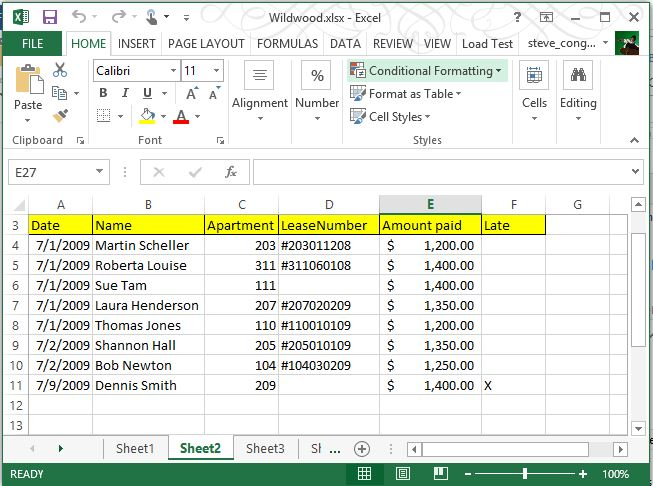 Wildwood.xlsx - Excel
FILE HOME INSERT PAGE LAYOUT FORMULAS DATA REVIEW VIEW Load Test steve_cong...
Paste
Clipboard
Calibri 11
B I U A A
A
Font
Alignment
%
Number
Conditional Formatting
Format as Table
Cell Styles
Styles
Cells
Editing
E27 fx
A B C D E F G
3 Date Name Apartment LeaseNumber Amount paid Late
4 7/1/2009 Martin Scheller 203 #203011208 $ 1,200.00
5 7/1/2009 Roberta Louise 311 #311060108 $ 1,400.00
6 7/1/2009 Sue Tam 111 $ 1,400.00
7 7/1/2009 Laura Henderson 207 #207020209 $ 1,350.00
8 7/1/2009 Thomas Jones 110 #110010109 $ 1,200.00
9 7/2/2009 Shannon Hall 205 #205010109 $ 1,350.00
10 7/2/2009 Bob Newton 104 #104030209 $ 1,250.00
11 7/9/2009 Dennis Smith 209 $ 1,400.00 X
12
13
Sheet1 Sheet2 Sheet3 Sh ...
READY 100%